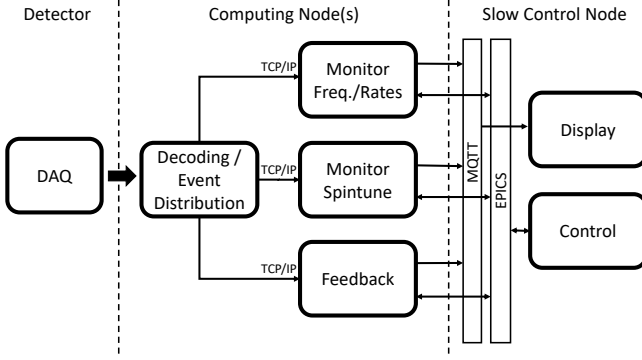 Detector
Computing Node(s)
Slow Control Node
DAQ
Decoding /
Event
Distribution
TCP/IP
Monitor
Freq./Rates
TCP/IP
Monitor
Spintune
TCP/IP
Feedback
MQTT
EPICS
Display
Control